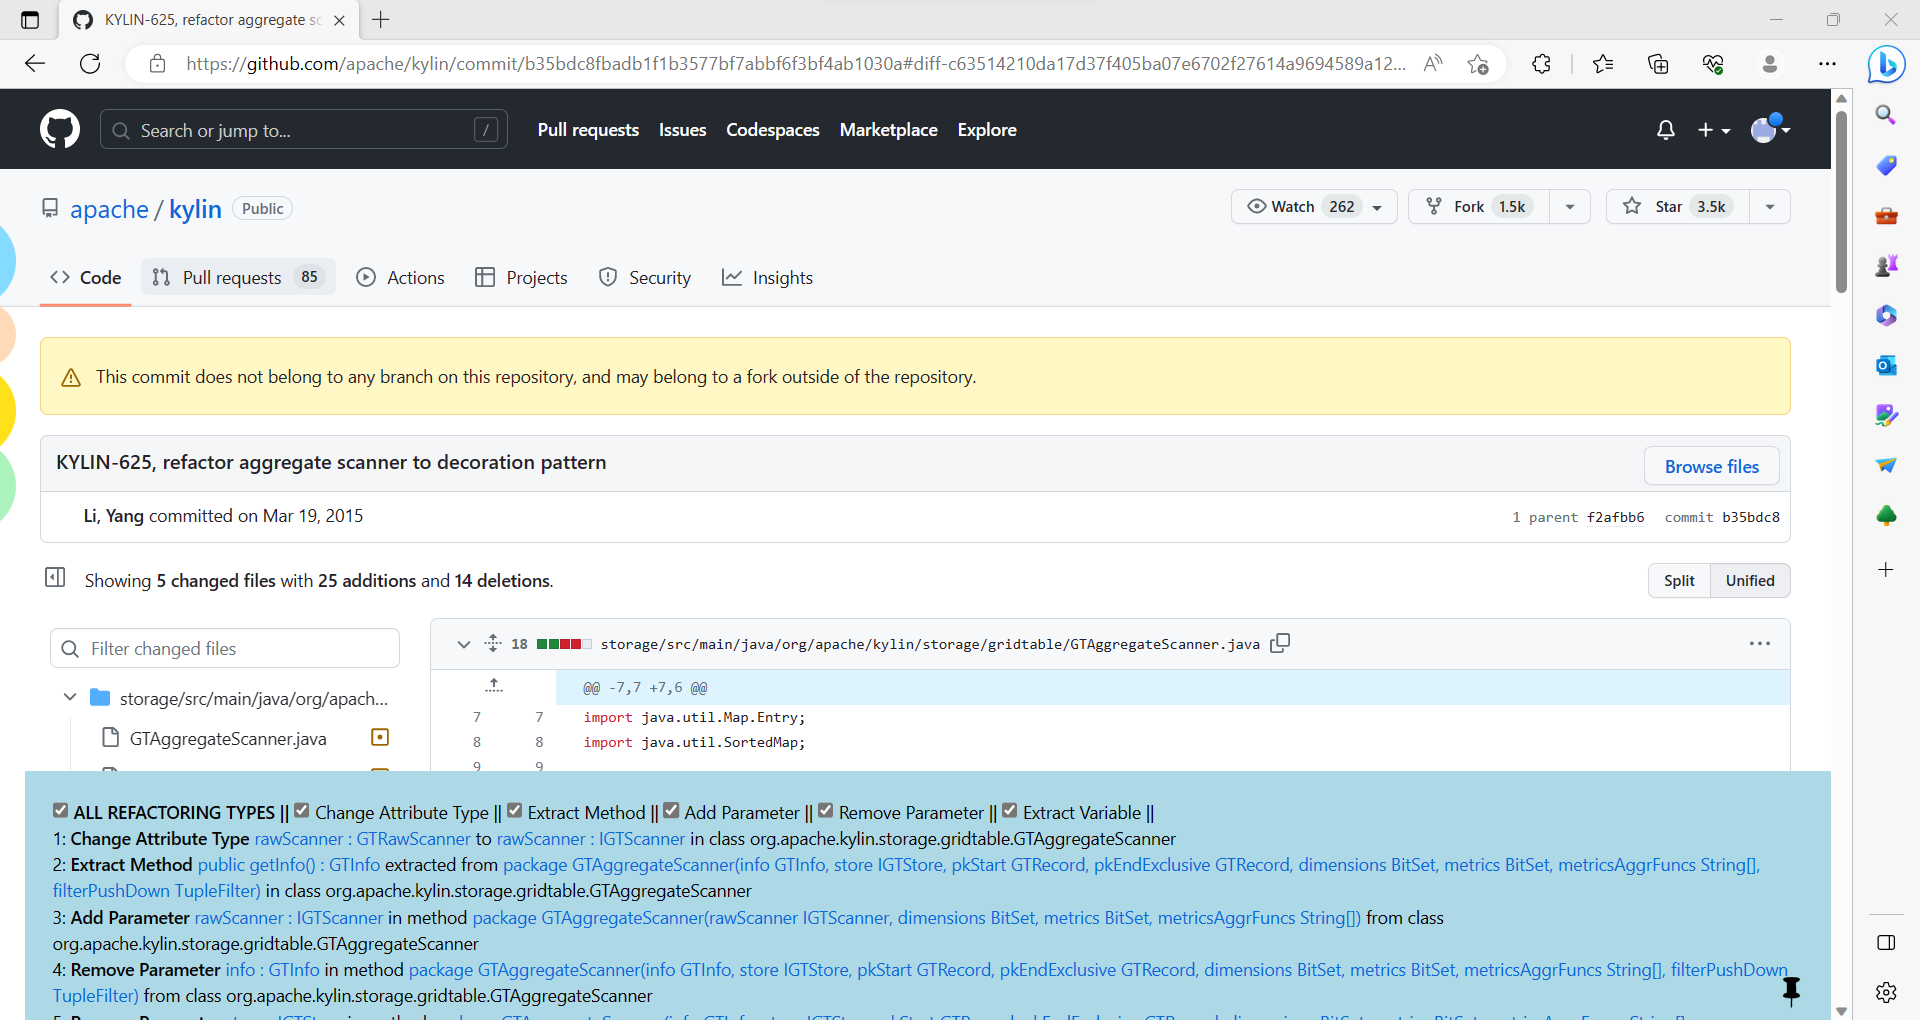 KYLIN-625, refactor aggregate sc
https://github.com/apache/kylin/commit/b35bdc8fbadb1f1b3577bf7abbf6f3bf4ab1030a#diff-c63514210da17d37f405ba07e6702f27614a9694589a12...
Search or jump to... / Pull requests Issues Codespaces Marketplace Explore
apache / kylin Public Watch 262 Fork 1.5k Star 3.5k
Code Pull requests 85 Actions Projects Security Insights
This commit does not belong to any branch on this repository, and may belong to a fork outside of the repository.
KYLIN-625, refactor aggregate scanner to decoration pattern Browse files
Li, Yang committed on Mar 19, 2015 1 parent f2afbb6 commit b35bdc8
Showing 5 changed files with 25 additions and 14 deletions. Split Unified
Filter changed files
18 storage/src/main/java/org/apache/kylin/storage/gridtable/GTAggregateScanner.java
storage/src/main/java/org/apach...
GTAggregateScanner.java
@@ -7,7 +7,6 @@
7 7 import java.util.Map.Entry;
8 8 import java.util.SortedMap;
9 9
ALL REFACTORING TYPES || Change Attribute Type || Extract Method || Add Parameter || Remove Parameter || Extract Variable ||
1: Change Attribute Type rawScanner : GTRawScanner to rawScanner : IGTScanner in class org.apache.kylin.storage.gridtable.GTAggregateScanner
2: Extract Method public getInfo() : GTInfo extracted from package GTAggregateScanner(info GTInfo, store IGTStore, pkStart GTRecord, pkEndExclusive GTRecord, dimensions BitSet, metrics BitSet, metricsAggrFuncs String[],
filterPushDown TupleFilter) in class org.apache.kylin.storage.gridtable.GTAggregateScanner
3: Add Parameter rawScanner : IGTScanner in method package GTAggregateScanner(rawScanner IGTScanner, dimensions BitSet, metrics BitSet, metricsAggrFuncs String[]) from class
org.apache.kylin.storage.gridtable.GTAggregateScanner
4: Remove Parameter info : GTInfo in method package GTAggregateScanner(info GTInfo, store IGTStore, pkStart GTRecord, pkEndExclusive GTRecord, dimensions BitSet, metrics BitSet, metricsAggrFuncs String[], filterPushDown
TupleFilter) from class org.apache.kylin.storage.gridtable.GTAggregateScanner